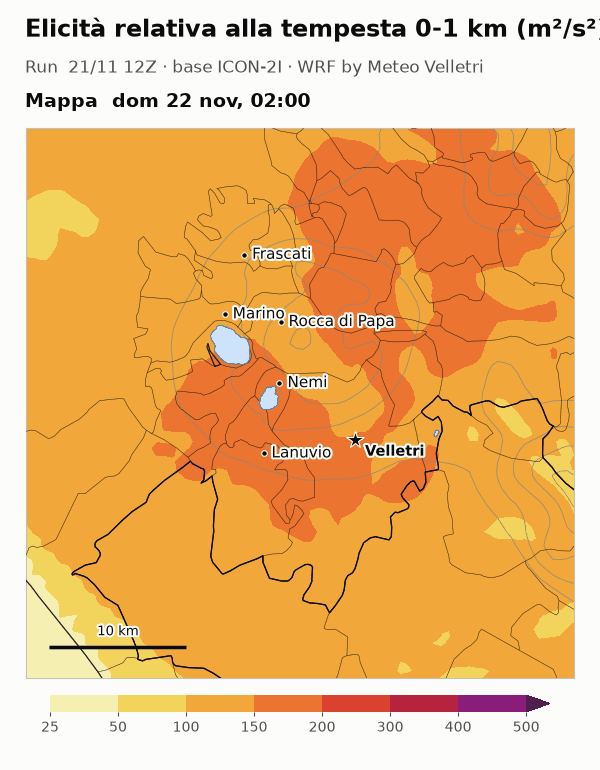 Elicità relativa alla tempesta 0-1 km (m²/s²)
Run 21/11 12Z · base ICON-2I · WRF by Meteo Velletri
Mappa dom 22 nov, 02:00
Frascati
Marino
Rocca di Papa
Nemi
Velletri
Lanuvio
10 km
25 50 100 150 200 300 400 500